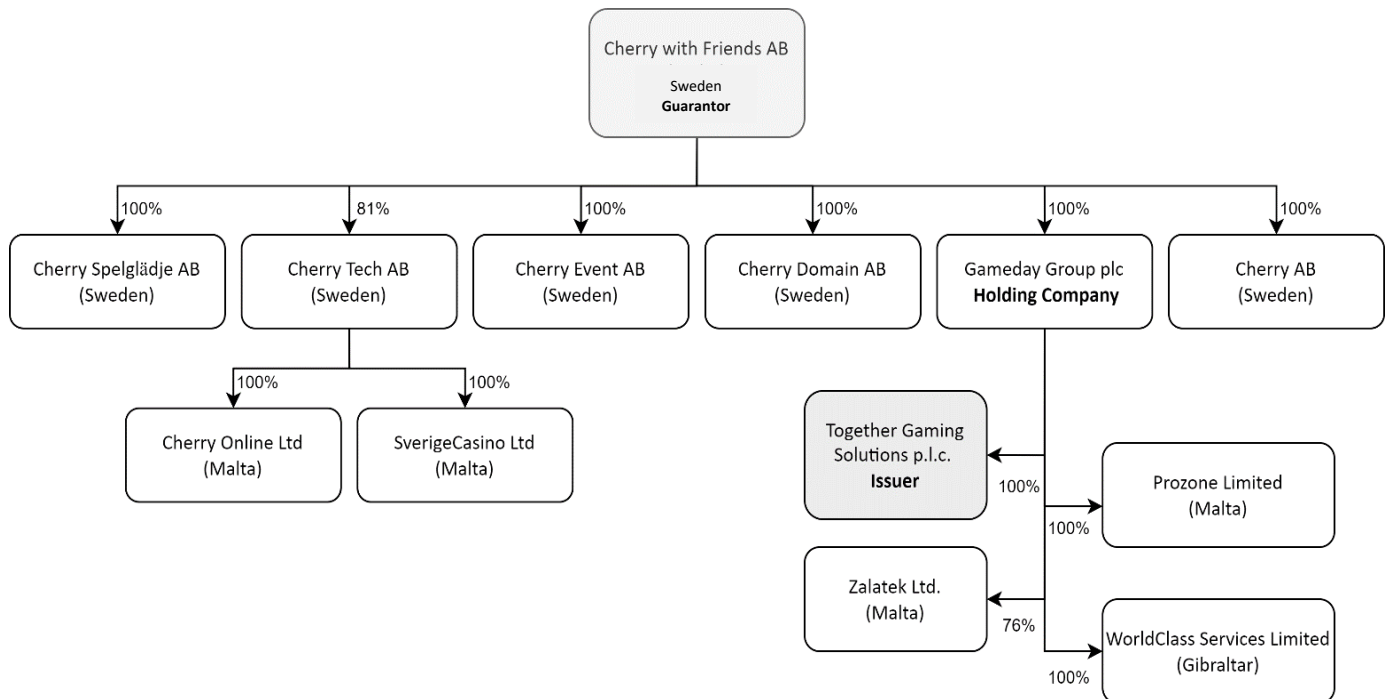 Cherry with Friends AB
Sweden
Guarantor
100%
81%
100%
100%
100%
100%
Cherry Spelglädje AB
(Sweden)
Cherry Tech AB
(Sweden)
Cherry Event AB
(Sweden)
Cherry Domain AB
(Sweden)
Gameday Group plc
Holding Company
Cherry AB
(Sweden)
100%
100%
Cherry Online Ltd
(Malta)
SverigeCasino Ltd
(Malta)
Together Gaming
Solutions p.l.c.
Issuer
100%
Prozone Limited
(Malta)
100%
Zalatek Ltd.
(Malta)
76%
WorldClass Services Limited
(Gibraltar)
100%